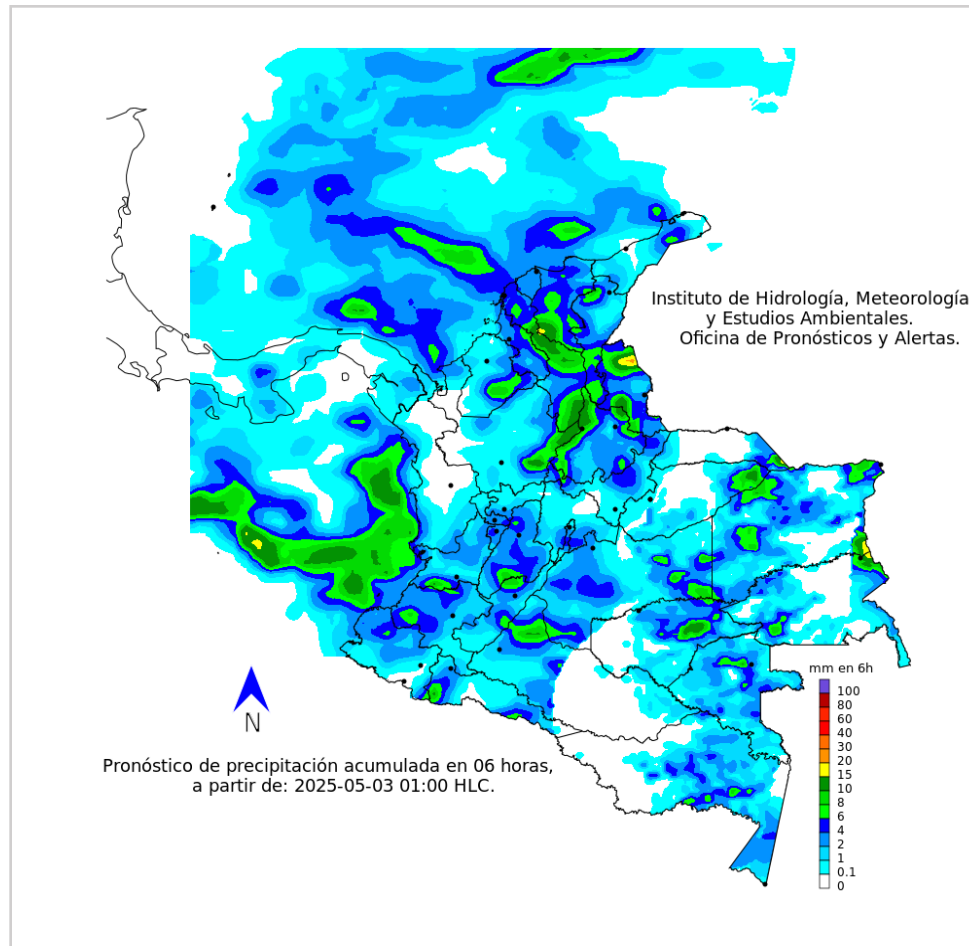 Instituto de Hidrología, Meteorología
y Estudios Ambientales.
Oficina de Pronósticos y Alertas.
mm en 6h
100
80
60
40
30
20
15
10
8
6
4
2
1
0.1
0
N
Pronóstico de precipitación acumulada en 06 horas,
a partir de: 2025-05-03 01:00 HLC.